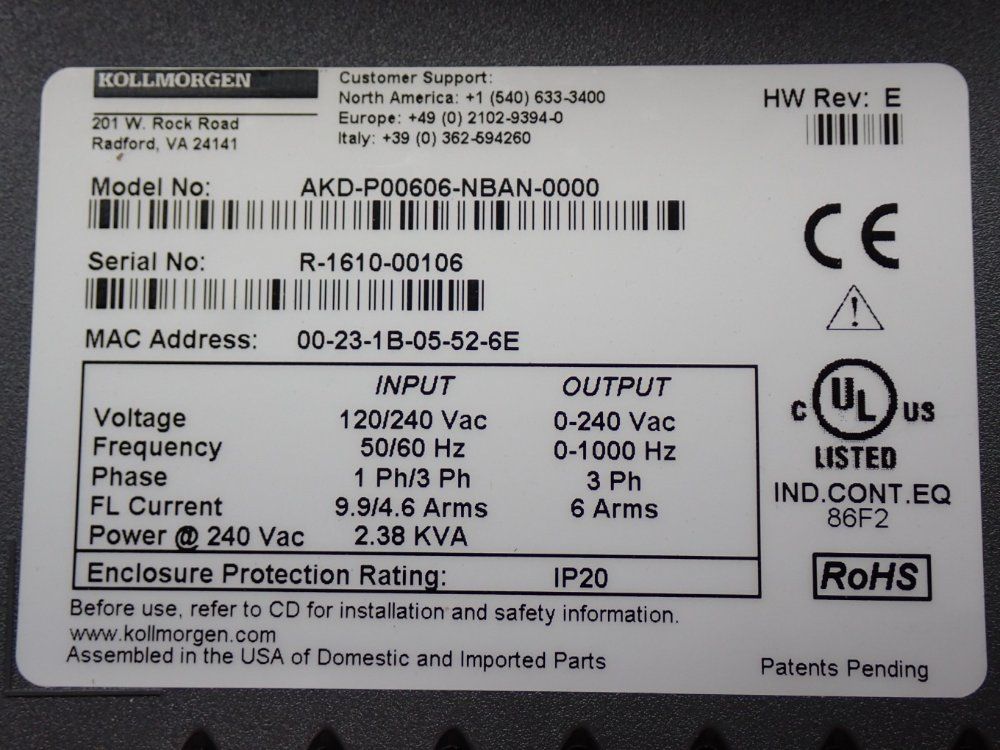 KOLLMORGEN
201 W. Rock Road
Radford, VA 24141
Customer Support:
North America: +1 (540) 633-3400
Europe: +49 (0) 2102-9394-0
Italy: +39 (0) 362-594260
HW Rev: E
Model No: AKD-P00606-NBAN-0000
Serial No: R-1610-00106
MAC Address: 00-23-1B-05-52-6E
INPUT OUTPUT
Voltage 120/240 Vac 0-240 Vac
Frequency 50/60 Hz 0-1000 Hz
Phase 1 Ph/3 Ph 3 Ph
FL Current 9.9/4.6 Arms 6 Arms
Power @ 240 Vac 2.38 KVA
Enclosure Protection Rating: IP20
Before use, refer to CD for installation and safety information.
www.kollmorgen.com
Assembled in the USA of Domestic and Imported Parts
CE
C UL US
LISTED
IND.CONT.EQ
86F2
RoHS
Patents Pending